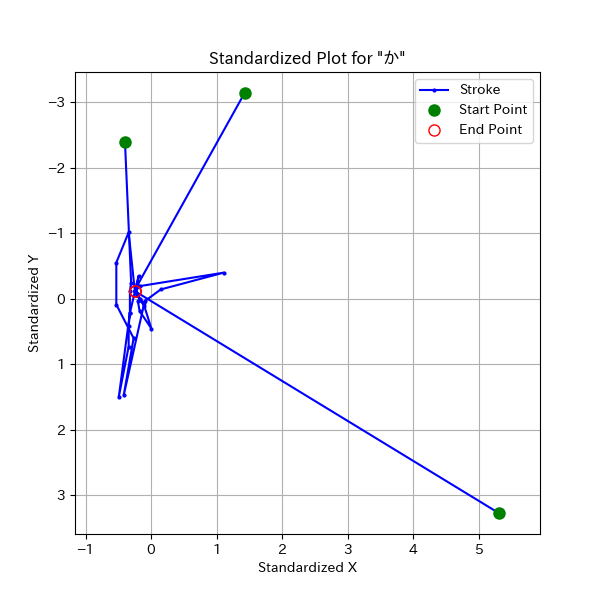 Standardized Plot for "か"
Stroke
Start Point
End Point
−3
−2
−1
0
1
2
3
Standardized Y
−1 0 1 2 3 4 5
Standardized X